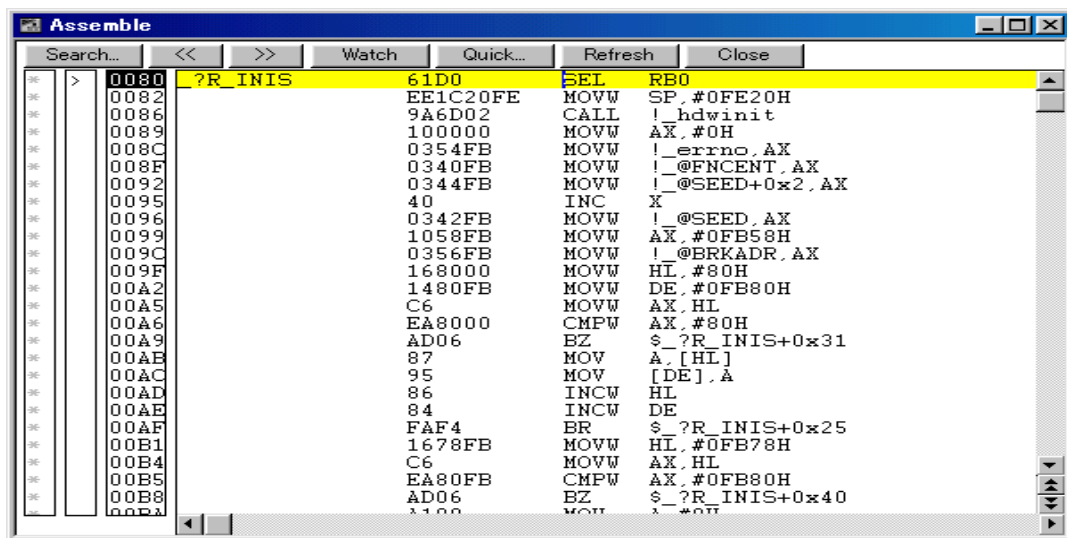 Assemble
Search... << >> Watch Quick... Refresh Close
* > 0080 _?R_INIS 61D0 SEL RB0
* 0082 EE1C20FE MOVW SP,#0FE20H
* 0086 9A6D02 CALL !_hdwinit
* 0089 100000 MOVW AX,#0H
* 008C 0354FB MOVW !_errno,AX
* 008F 0340FB MOVW !_@FNCENT,AX
* 0092 0344FB MOVW !_@SEED+0x2,AX
* 0095 40 INC X
* 0096 0342FB MOVW !_@SEED,AX
* 0099 1058FB MOVW AX,#0FB58H
* 009C 0356FB MOVW !_@BRKADR,AX
* 009F 168000 MOVW HL,#80H
* 00A2 1480FB MOVW DE,#0FB80H
* 00A5 C6 MOVW AX,HL
* 00A6 EA8000 CMPW AX,#80H
* 00A9 AD06 BZ $_?R_INIS+0x31
* 00AB 87 MOV A,[HL]
* 00AC 95 MOV [DE],A
* 00AD 86 INCW HL
* 00AE 84 INCW DE
* 00AF FAF4 BR $_?R_INIS+0x25
* 00B1 1678FB MOVW HL,#0FB78H
* 00B4 C6 MOVW AX,HL
* 00B5 EA80FB CMPW AX,#0FB80H
* 00B8 AD06 BZ $_?R_INIS+0x40